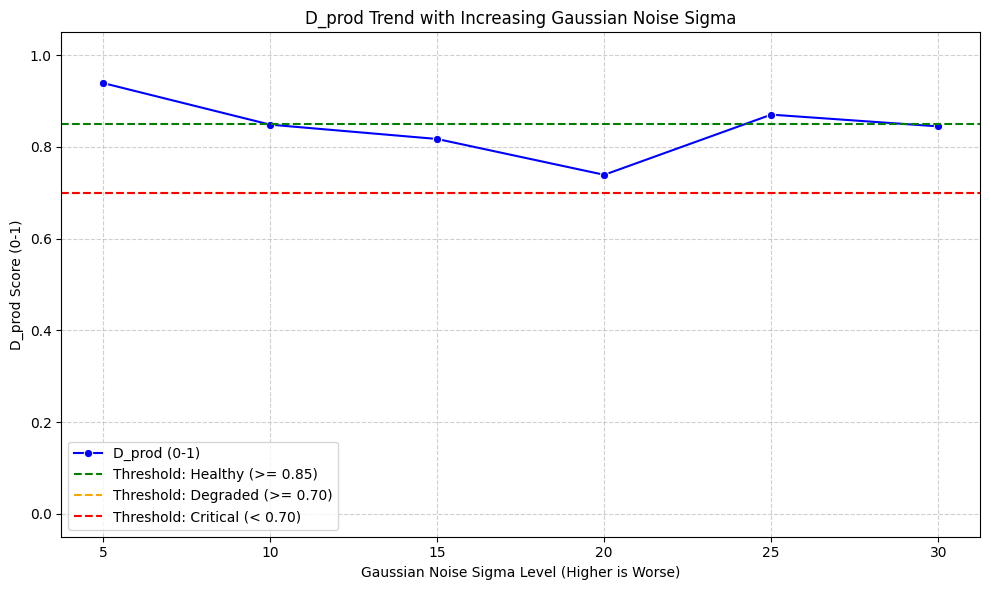 D_prod Trend with Increasing Gaussian Noise Sigma
D_prod Score (0-1)
1.0
0.8
0.6
0.4
0.2
0.0
D_prod (0-1)
Threshold: Healthy (>= 0.85)
Threshold: Degraded (>= 0.70)
Threshold: Critical (< 0.70)
5 10 15 20 25 30
Gaussian Noise Sigma Level (Higher is Worse)